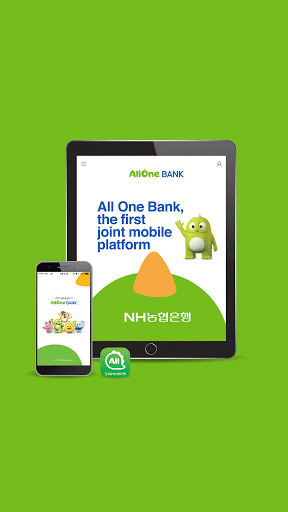 AllOne BANK
All One Bank,
the first
joint mobile
platform
NH농협은행
AllOne BANK
All